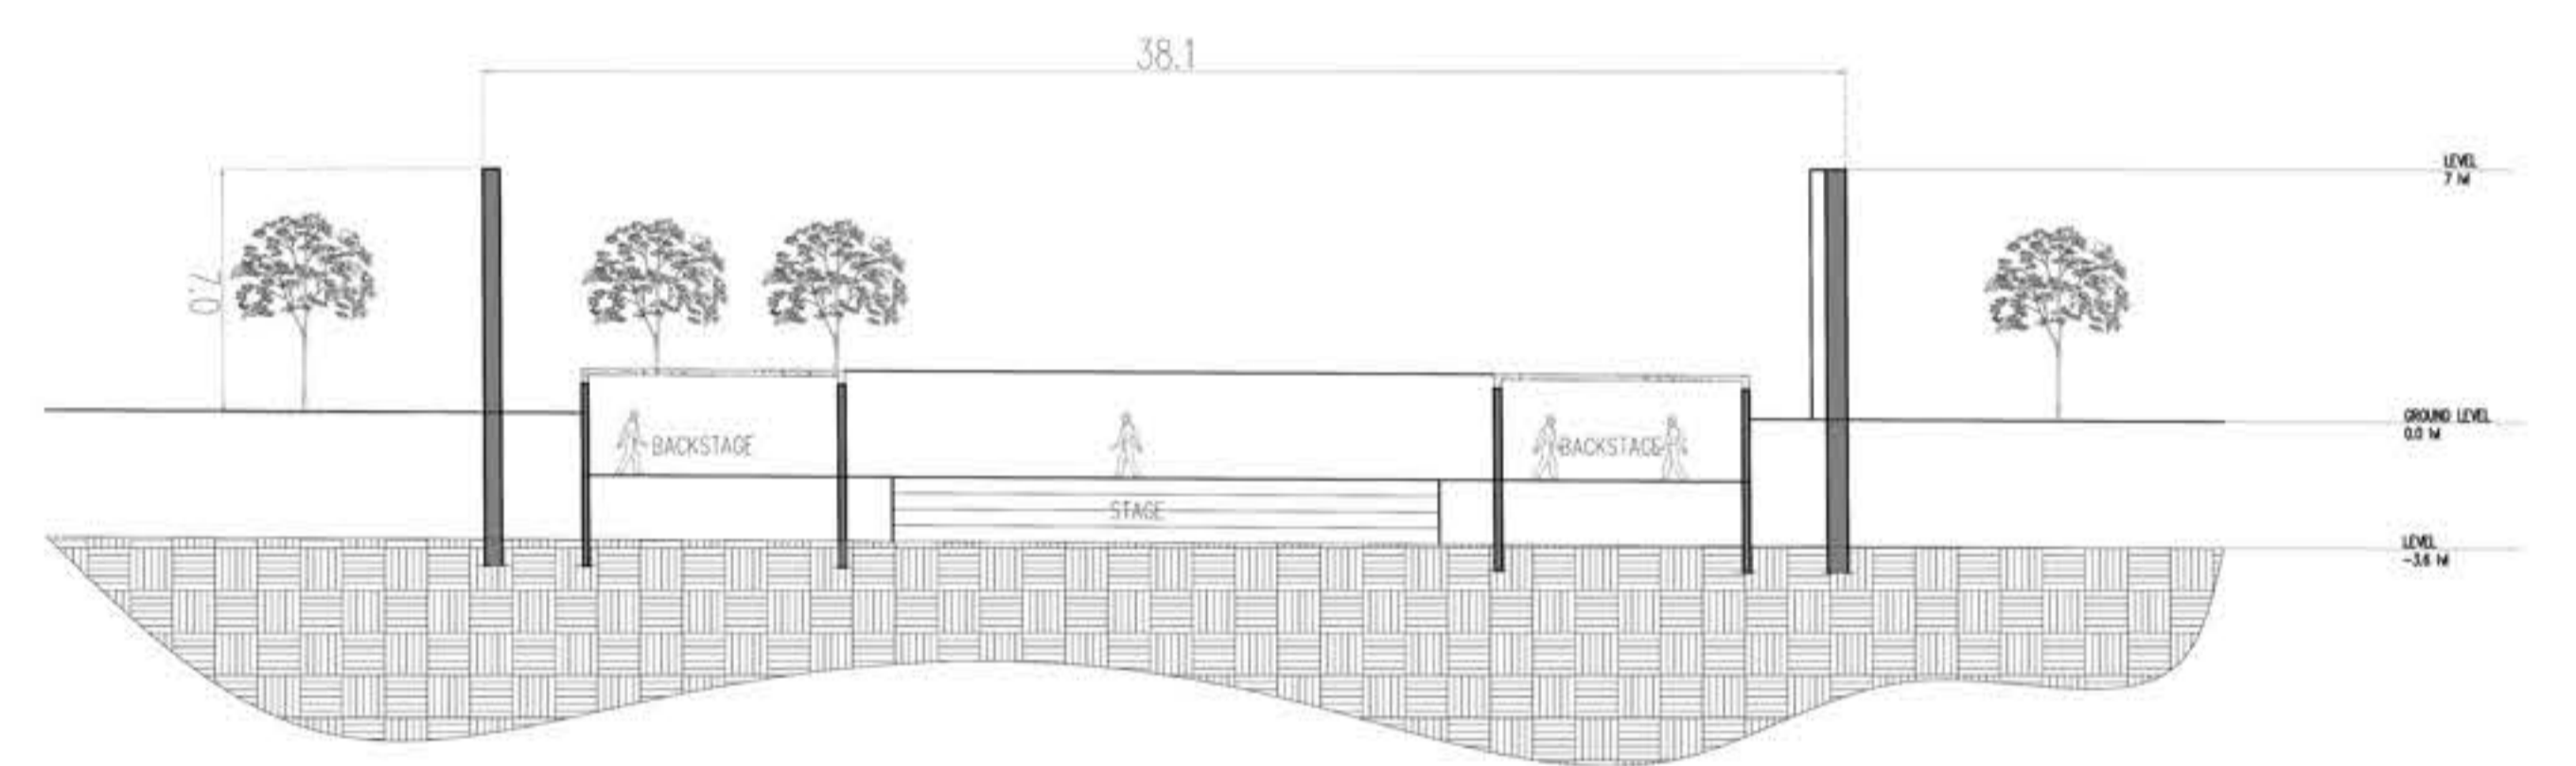 38.1
LEVEL
7 M
7.0
GROUND LEVEL
0.0 M
BACKSTAGE
BACKSTAGE
STAGE
LEVEL
-3.6 M